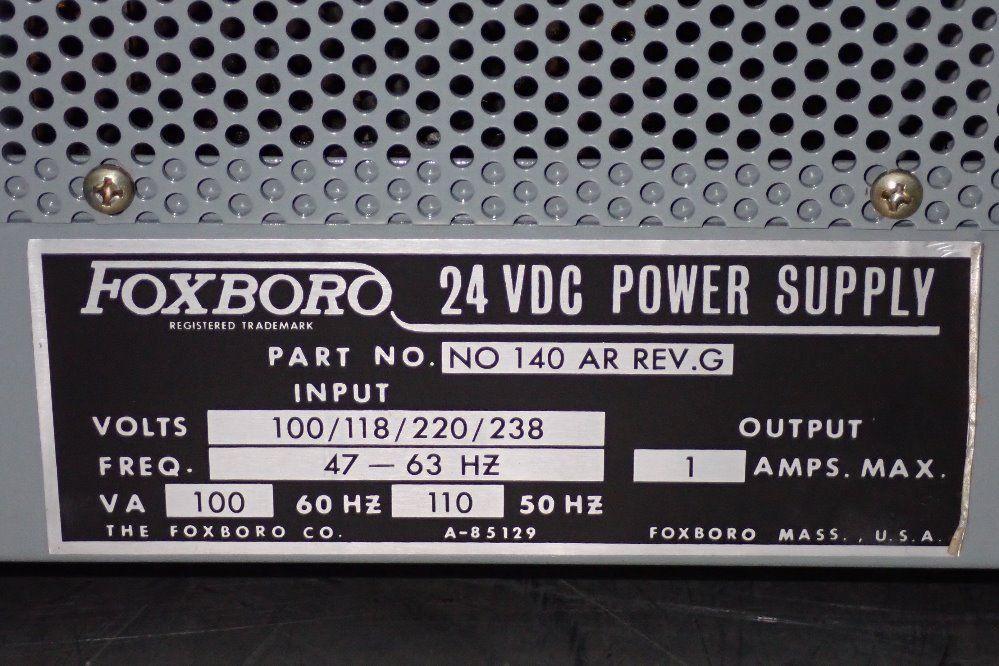 FOXBORO 24 VDC POWER SUPPLY
REGISTERED TRADEMARK
PART NO. NO 140 AR REV.G
INPUT
VOLTS 100/118/220/238 OUTPUT
FREQ. 47 — 63 HZ 1 AMPS. MAX.
VA 100 60 HZ 110 50 HZ
THE FOXBORO CO. A-85129 FOXBORO MASS., U.S.A.